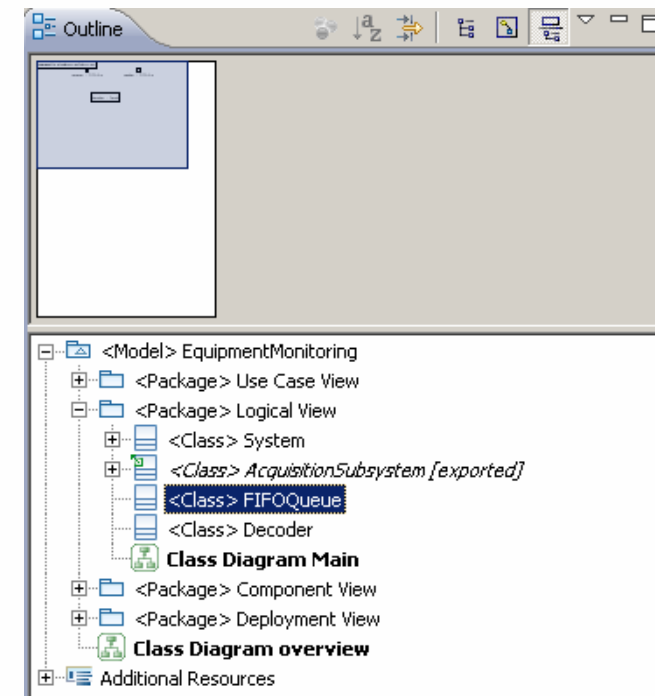 Outline
<Model> EquipmentMonitoring
<Package> Use Case View
<Package> Logical View
<Class> System
<Class> AcquisitionSubsystem [exported]
<Class> FIFOQueue
<Class> Decoder
Class Diagram Main
<Package> Component View
<Package> Deployment View
Class Diagram overview
Additional Resources